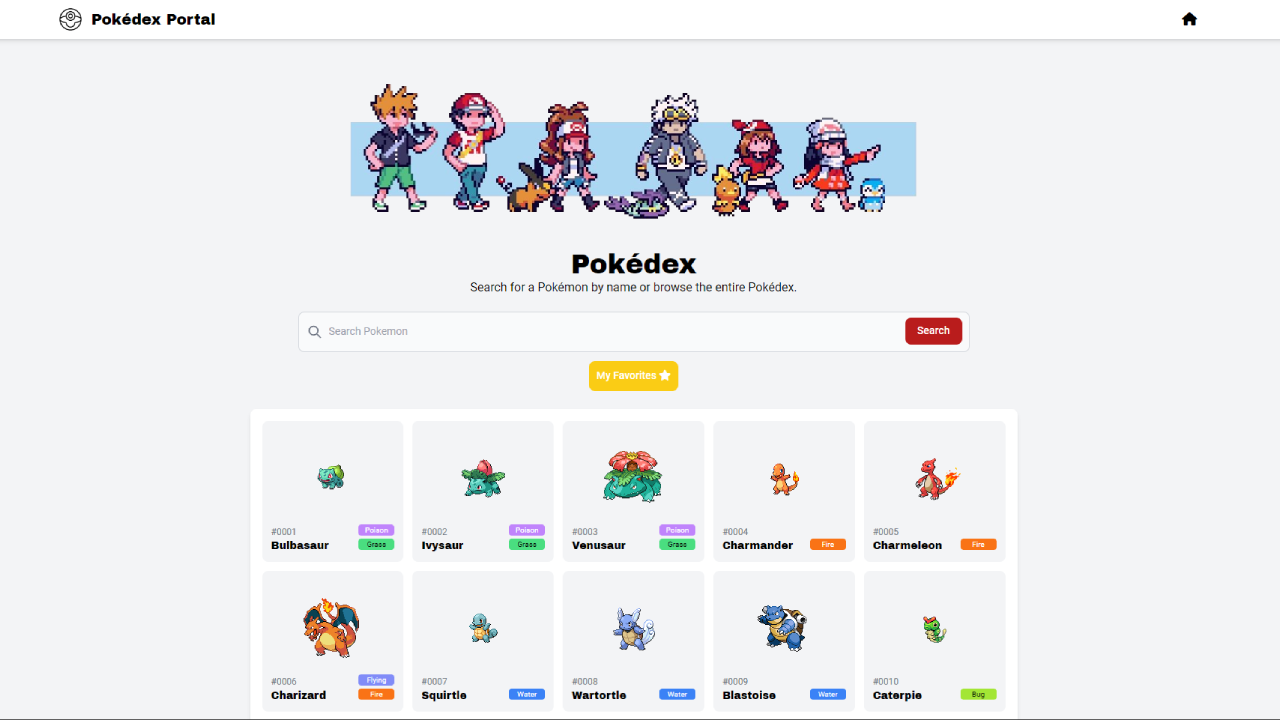 Pokédex Portal
Pokédex
Search for a Pokémon by name or browse the entire Pokédex.
Search Pokemon
Search
My Favorites
#0001
Poison
Bulbasaur
Grass
#0002
Poison
Ivysaur
Grass
#0003
Poison
Venusaur
Grass
#0004
Charmander
Fire
#0005
Charmeleon
Fire
#0006
Flying
Charizard
Fire
#0007
Squirtle
Water
#0008
Wartortle
Water
#0009
Blastoise
Water
#0010
Caterpie
Bug